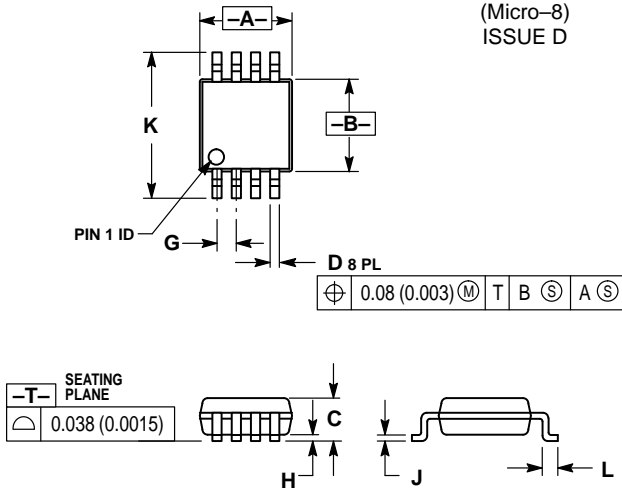 (Micro–8)
ISSUE D
–A–
K
–B–
PIN 1 ID
G
D 8 PL
0.08 (0.003) Ⓜ T B Ⓢ A Ⓢ
–T– SEATING PLANE
0.038 (0.0015)
C
H
J
L